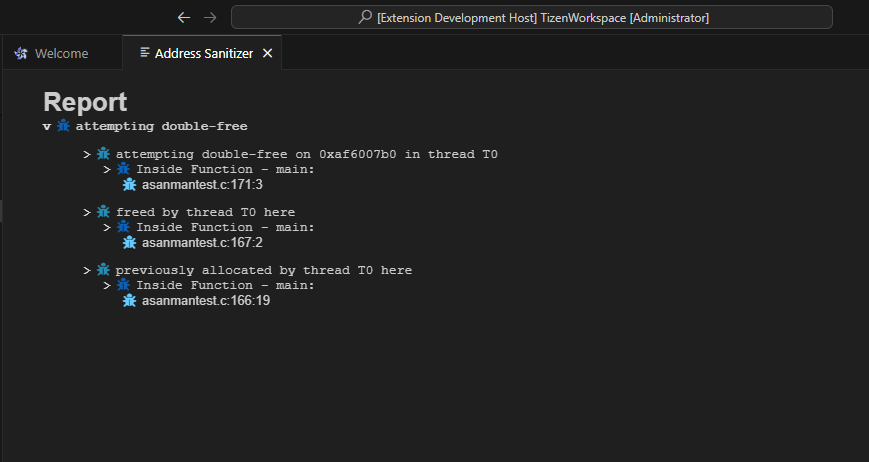 [Extension Development Host] TizenWorkspace [Administrator]
Welcome
Address Sanitizer
Report
v attempting double-free
> attempting double-free on 0xaf6007b0 in thread T0
> Inside Function - main:
asanmantest.c:171:3
> freed by thread T0 here
> Inside Function - main:
asanmantest.c:167:2
> previously allocated by thread T0 here
> Inside Function - main:
asanmantest.c:166:19